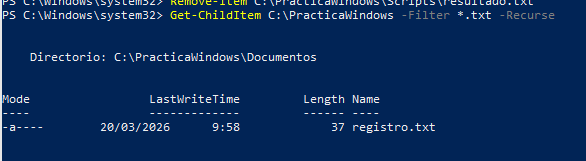 PS C:\Windows\system32> Remove-Item C:\PracticaWindows\Scripts\resultado.txt
PS C:\Windows\system32> Get-ChildItem C:\PracticaWindows -Filter *.txt -Recurse
Directorio: C:\PracticaWindows\Documentos
Mode LastWriteTime Length Name
---- ------------- ------ ----
-a---- 20/03/2026 9:58 37 registro.txt